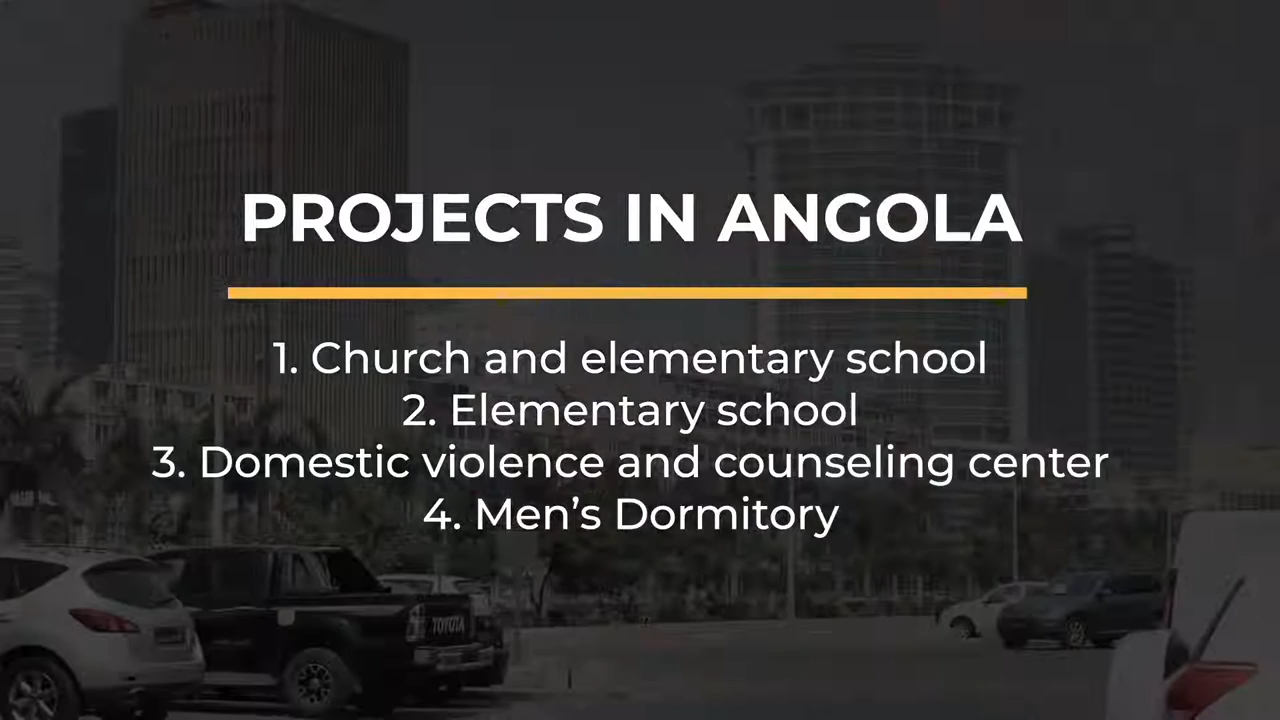 PROJECTS IN ANGOLA
1. Church and elementary school
2. Elementary school
3. Domestic violence and counseling center
4. Men’s Dormitory
TOYOTA